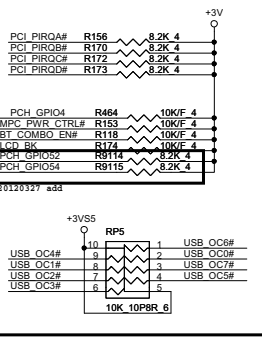 +3V
PCI_PIRQA# R156 8.2K_4
PCI_PIRQB# R170 8.2K_4
PCI_PIRQC# R172 8.2K_4
PCI_PIRQD# R173 8.2K_4
PCH_GPIO4 R464 10K/F_4
MPC_PWR_CTRL# R153 10K/F_4
BT_COMBO_EN# R118 10K/F_4
LCD_BK R174 10K/F_4
PCH_GPIO52 R9114 8.2K_4
PCH_GPIO54 R9115 8.2K_4
20120327 add
+3VS5
RP5
10 1 USB_OC6#
USB_OC4# 9 2 USB_OC0#
USB_OC1# 8 3 USB_OC7#
USB_OC2# 7 4 USB_OC5#
USB_OC3# 6 5
10K_10P8R_6